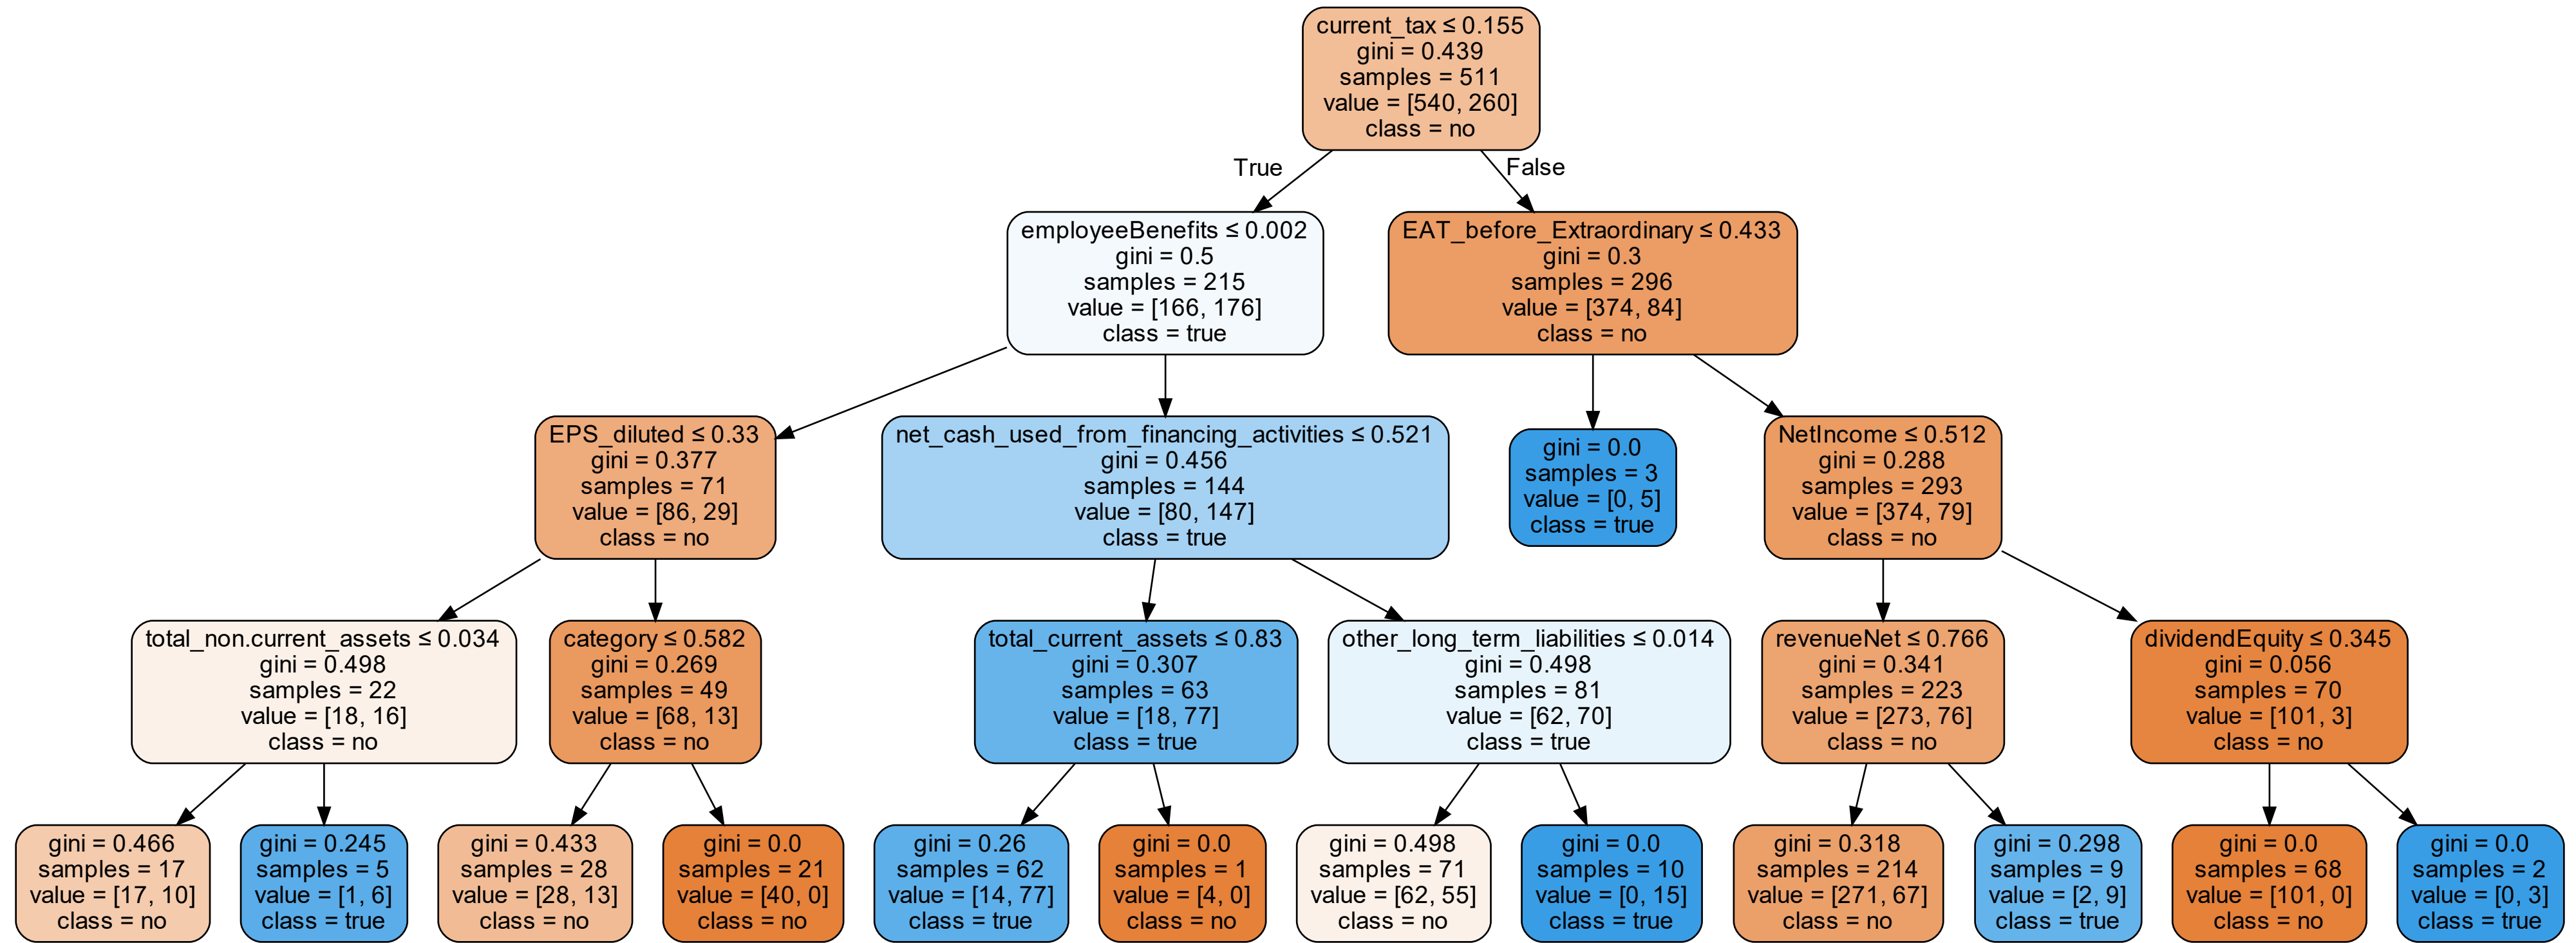 current_tax ≤ 0.155
gini = 0.439
samples = 511
value = [540, 260]
class = no
True
False
employeeBenefits ≤ 0.002
gini = 0.5
samples = 215
value = [166, 176]
class = true
EAT_before_Extraordinary ≤ 0.433
gini = 0.3
samples = 296
value = [374, 84]
class = no
EPS_diluted ≤ 0.33
gini = 0.377
samples = 71
value = [86, 29]
class = no
net_cash_used_from_financing_activities ≤ 0.521
gini = 0.456
samples = 144
value = [80, 147]
class = true
gini = 0.0
samples = 3
value = [0, 5]
class = true
NetIncome ≤ 0.512
gini = 0.288
samples = 293
value = [374, 79]
class = no
total_non.current_assets ≤ 0.034
gini = 0.498
samples = 22
value = [18, 16]
class = no
category ≤ 0.582
gini = 0.269
samples = 49
value = [68, 13]
class = no
total_current_assets ≤ 0.83
gini = 0.307
samples = 63
value = [18, 77]
class = true
other_long_term_liabilities ≤ 0.014
gini = 0.498
samples = 81
value = [62, 70]
class = true
revenueNet ≤ 0.766
gini = 0.341
samples = 223
value = [273, 76]
class = no
dividendEquity ≤ 0.345
gini = 0.056
samples = 70
value = [101, 3]
class = no
gini = 0.466
samples = 17
value = [17, 10]
class = no
gini = 0.245
samples = 5
value = [1, 6]
class = true
gini = 0.433
samples = 28
value = [28, 13]
class = no
gini = 0.0
samples = 21
value = [40, 0]
class = no
gini = 0.26
samples = 62
value = [14, 77]
class = true
gini = 0.0
samples = 1
value = [4, 0]
class = no
gini = 0.498
samples = 71
value = [62, 55]
class = no
gini = 0.0
samples = 10
value = [0, 15]
class = true
gini = 0.318
samples = 214
value = [271, 67]
class = no
gini = 0.298
samples = 9
value = [2, 9]
class = true
gini = 0.0
samples = 68
value = [101, 0]
class = no
gini = 0.0
samples = 2
value = [0, 3]
class = true